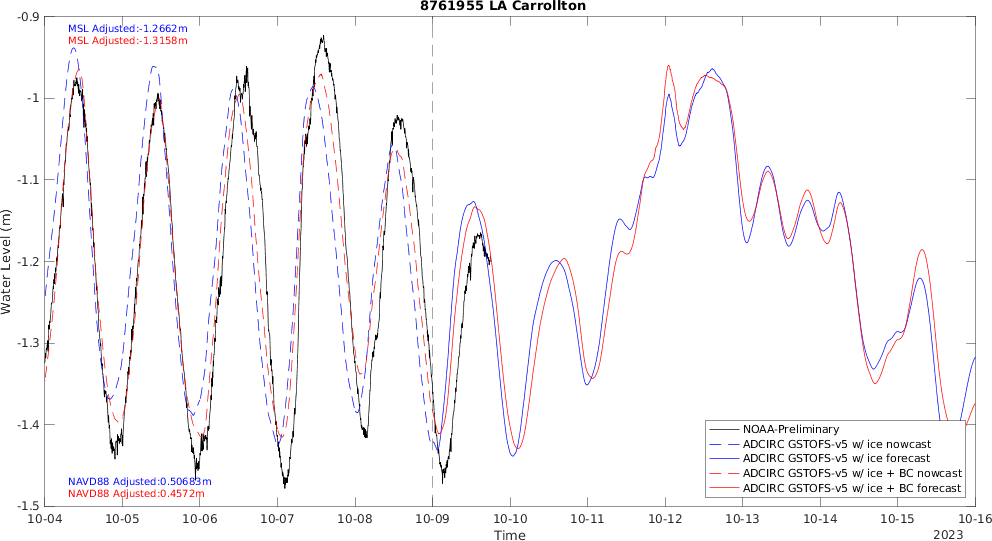 8761955 LA Carrollton
MSL Adjusted:-1.2662m
MSL Adjusted:-1.3158m
Water Level (m)
-0.9
-1
-1.1
-1.2
-1.3
-1.4
-1.5
NAVD88 Adjusted:0.50683m
NAVD88 Adjusted:0.4572m
NOAA-Preliminary
ADCIRC GSTOFS-v5 w/ ice nowcast
ADCIRC GSTOFS-v5 w/ ice forecast
ADCIRC GSTOFS-v5 w/ ice + BC nowcast
ADCIRC GSTOFS-v5 w/ ice + BC forecast
10-04 10-05 10-06 10-07 10-08 10-09 10-10 10-11 10-12 10-13 10-14 10-15 10-16
Time
2023